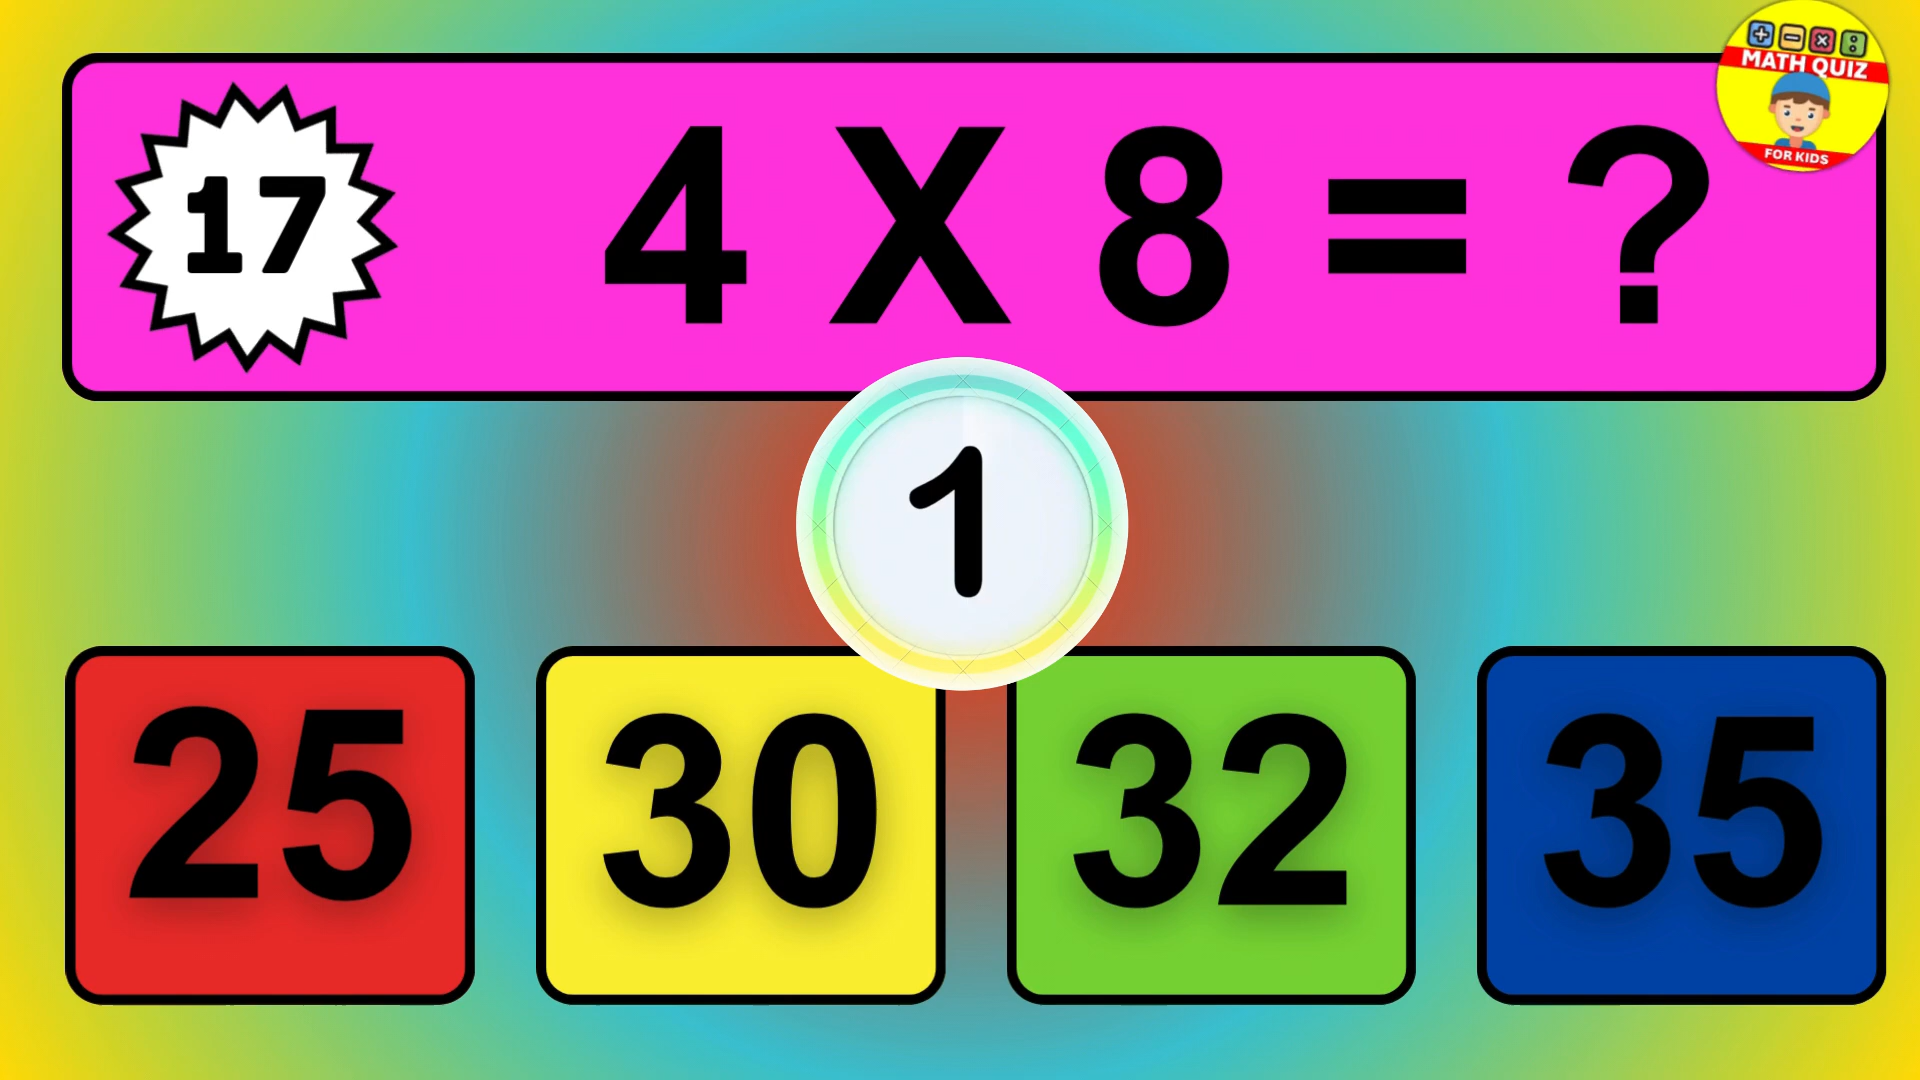 + − × :
MATH QUIZ
FOR KIDS
17 4 X 8 = ?
1
25 30 32 35